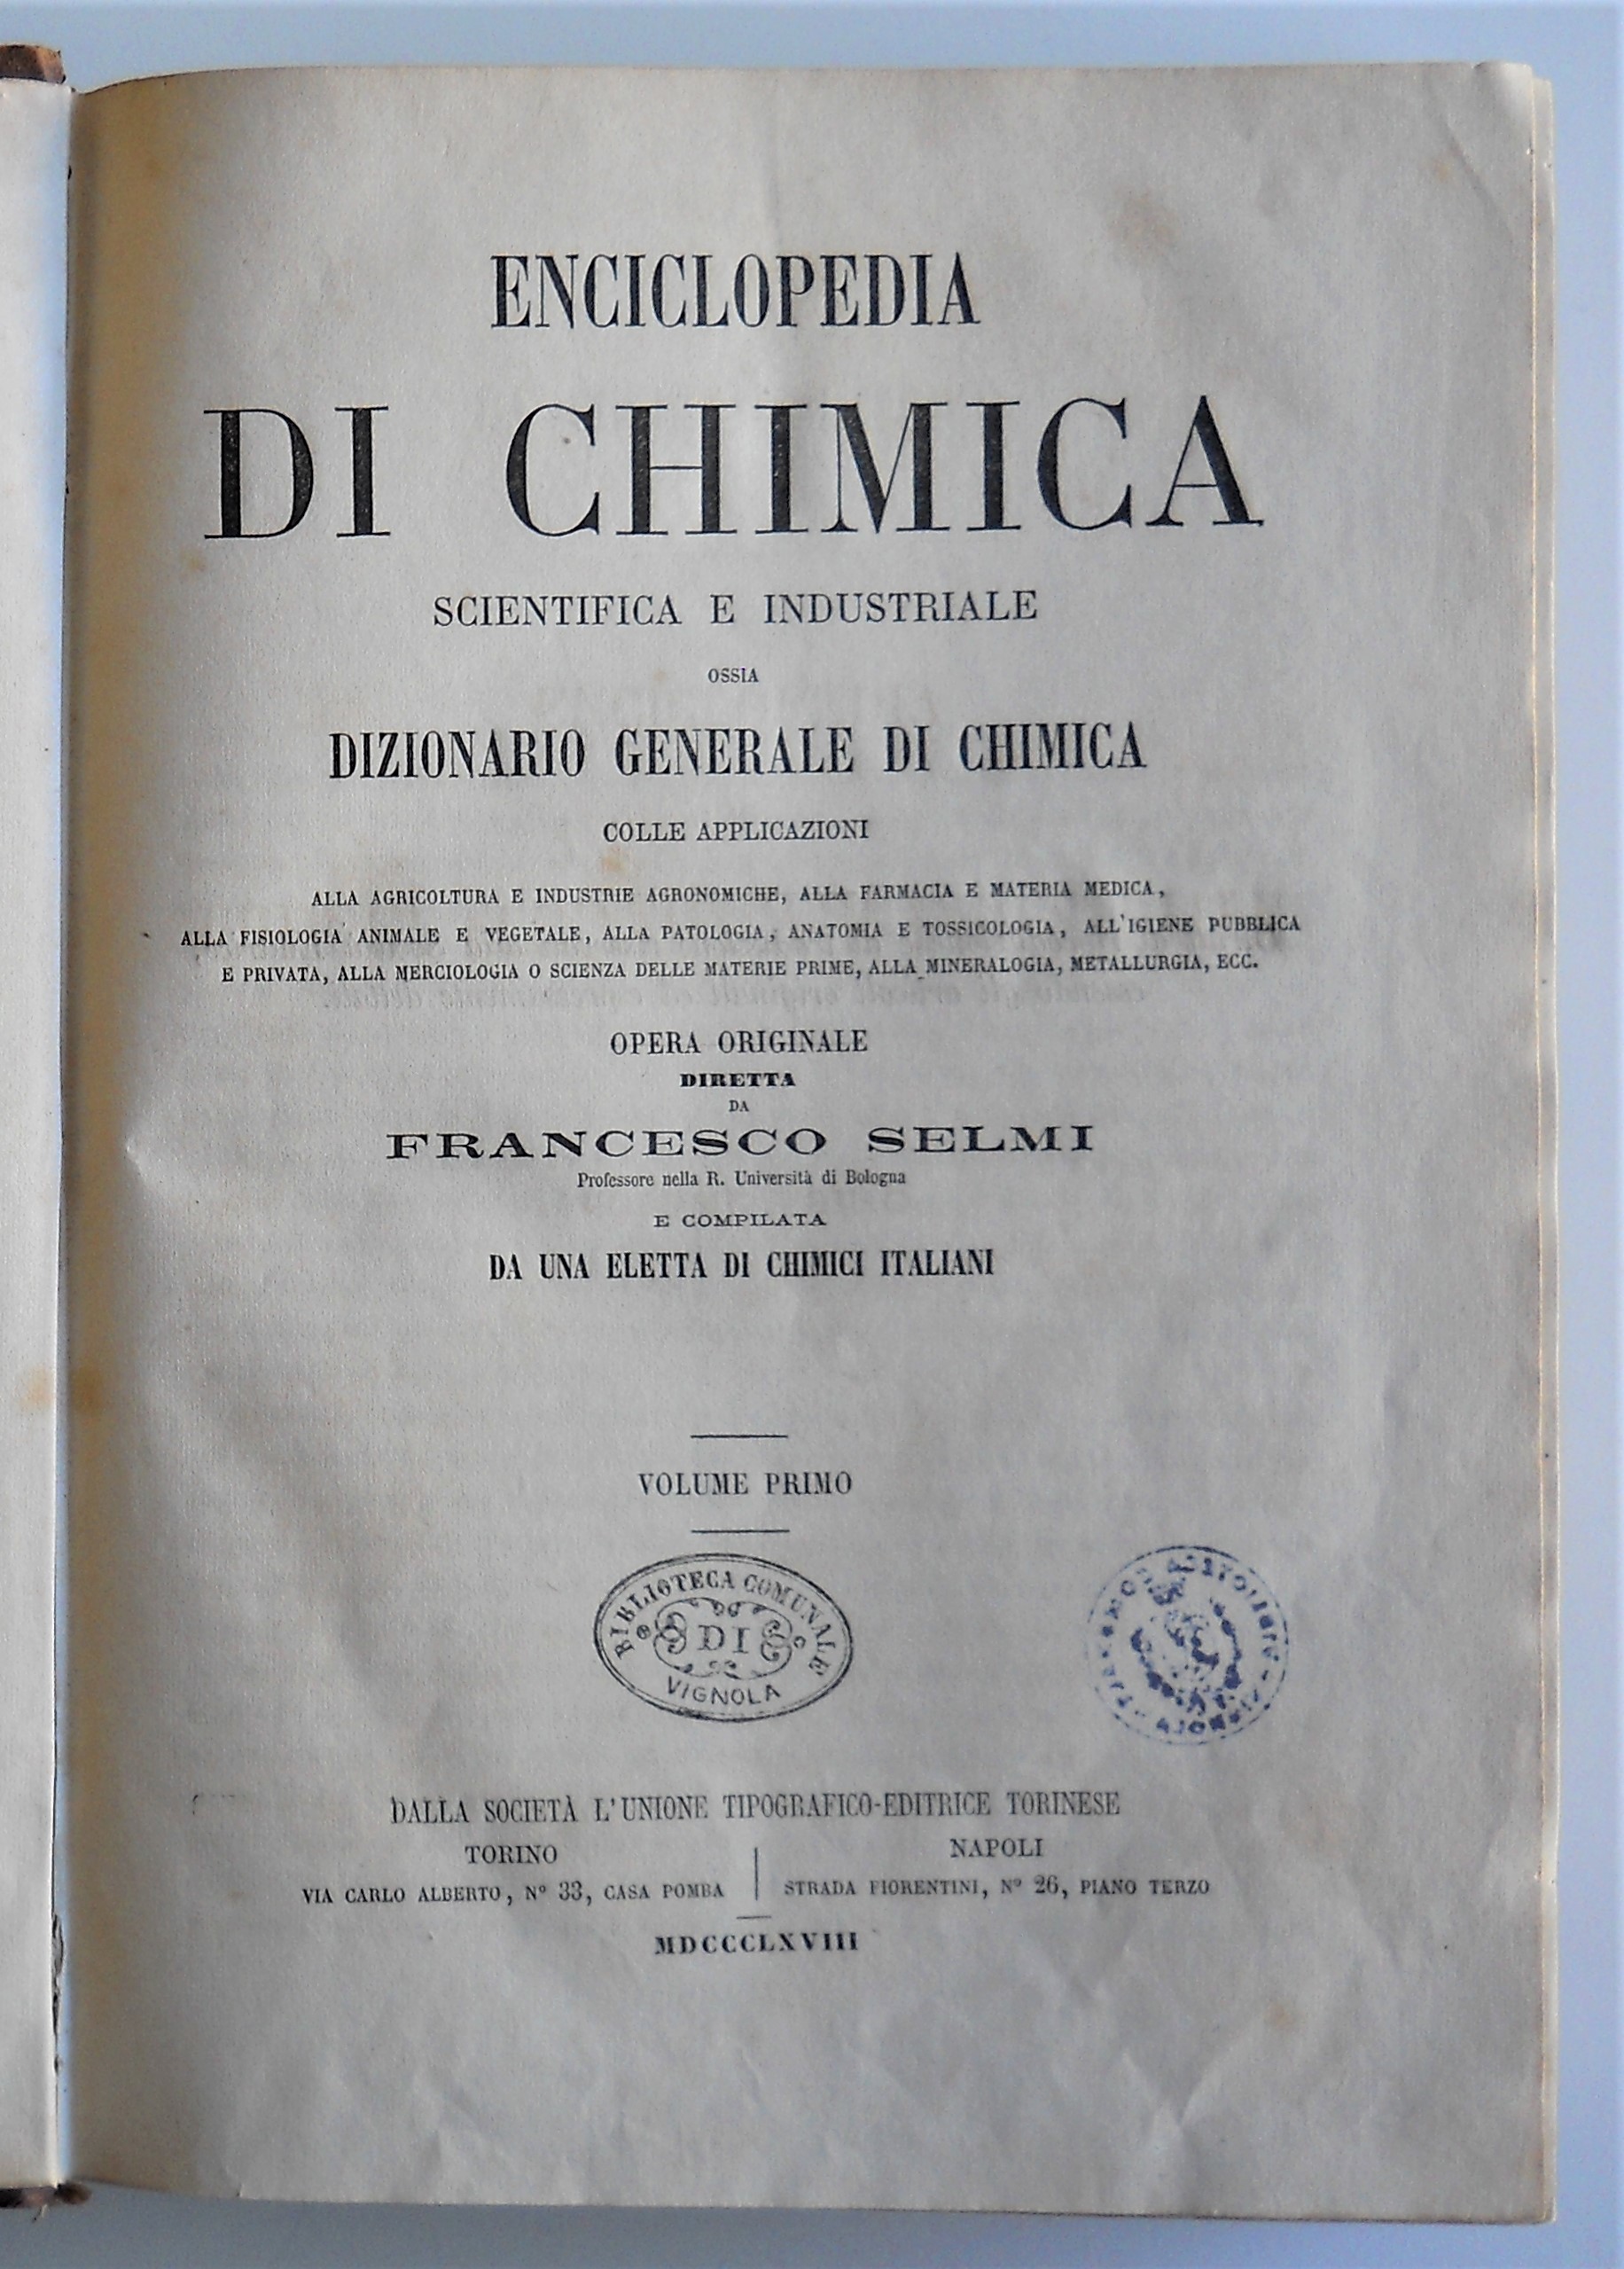 ENCICLOPEDIA
DI CHIMICA
SCIENTIFICA E INDUSTRIALE
OSSIA
DIZIONARIO GENERALE DI CHIMICA
COLLE APPLICAZIONI
ALLA AGRICOLTURA E INDUSTRIE AGRONOMICHE, ALLA FARMACIA E MATERIA MEDICA,
ALLA FISIOLOGIA ANIMALE E VEGETALE, ALLA PATOLOGIA, ANATOMIA E TOSSICOLOGIA, ALL'IGIENE PUBBLICA
E PRIVATA, ALLA MERCIOLOGIA O SCIENZA DELLE MATERIE PRIME, ALLA MINERALOGIA, METALLURGIA, ECC.
OPERA ORIGINALE
DIRETTA
DA
FRANCESCO SELMI
Professore nella R. Università di Bologna
E COMPILATA
DA UNA ELETTA DI CHIMICI ITALIANI
VOLUME PRIMO
BIBLIOTECA COMUNALE
DI
VIGNOLA
DALLA SOCIETÀ L'UNIONE TIPOGRAFICO-EDITRICE TORINESE
TORINO
VIA CARLO ALBERTO, Nº 33, CASA POMBA
NAPOLI
STRADA FIORENTINI, Nº 26, PIANO TERZO
MDCCCLXVIII